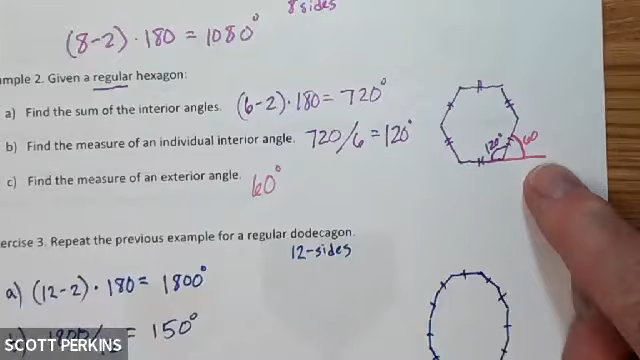 8 sides
(8-2) · 180 = 1080°
mple 2. Given a regular hexagon:
a) Find the sum of the interior angles. (6-2) · 180 = 720°
b) Find the measure of an individual interior angle. 720/6 = 120°
c) Find the measure of an exterior angle. 60°
120° 60
ercise 3. Repeat the previous example for a regular dodecagon.
12-sides
a) (12-2) · 180 = 1800°
= 150°
SCOTT PERKINS